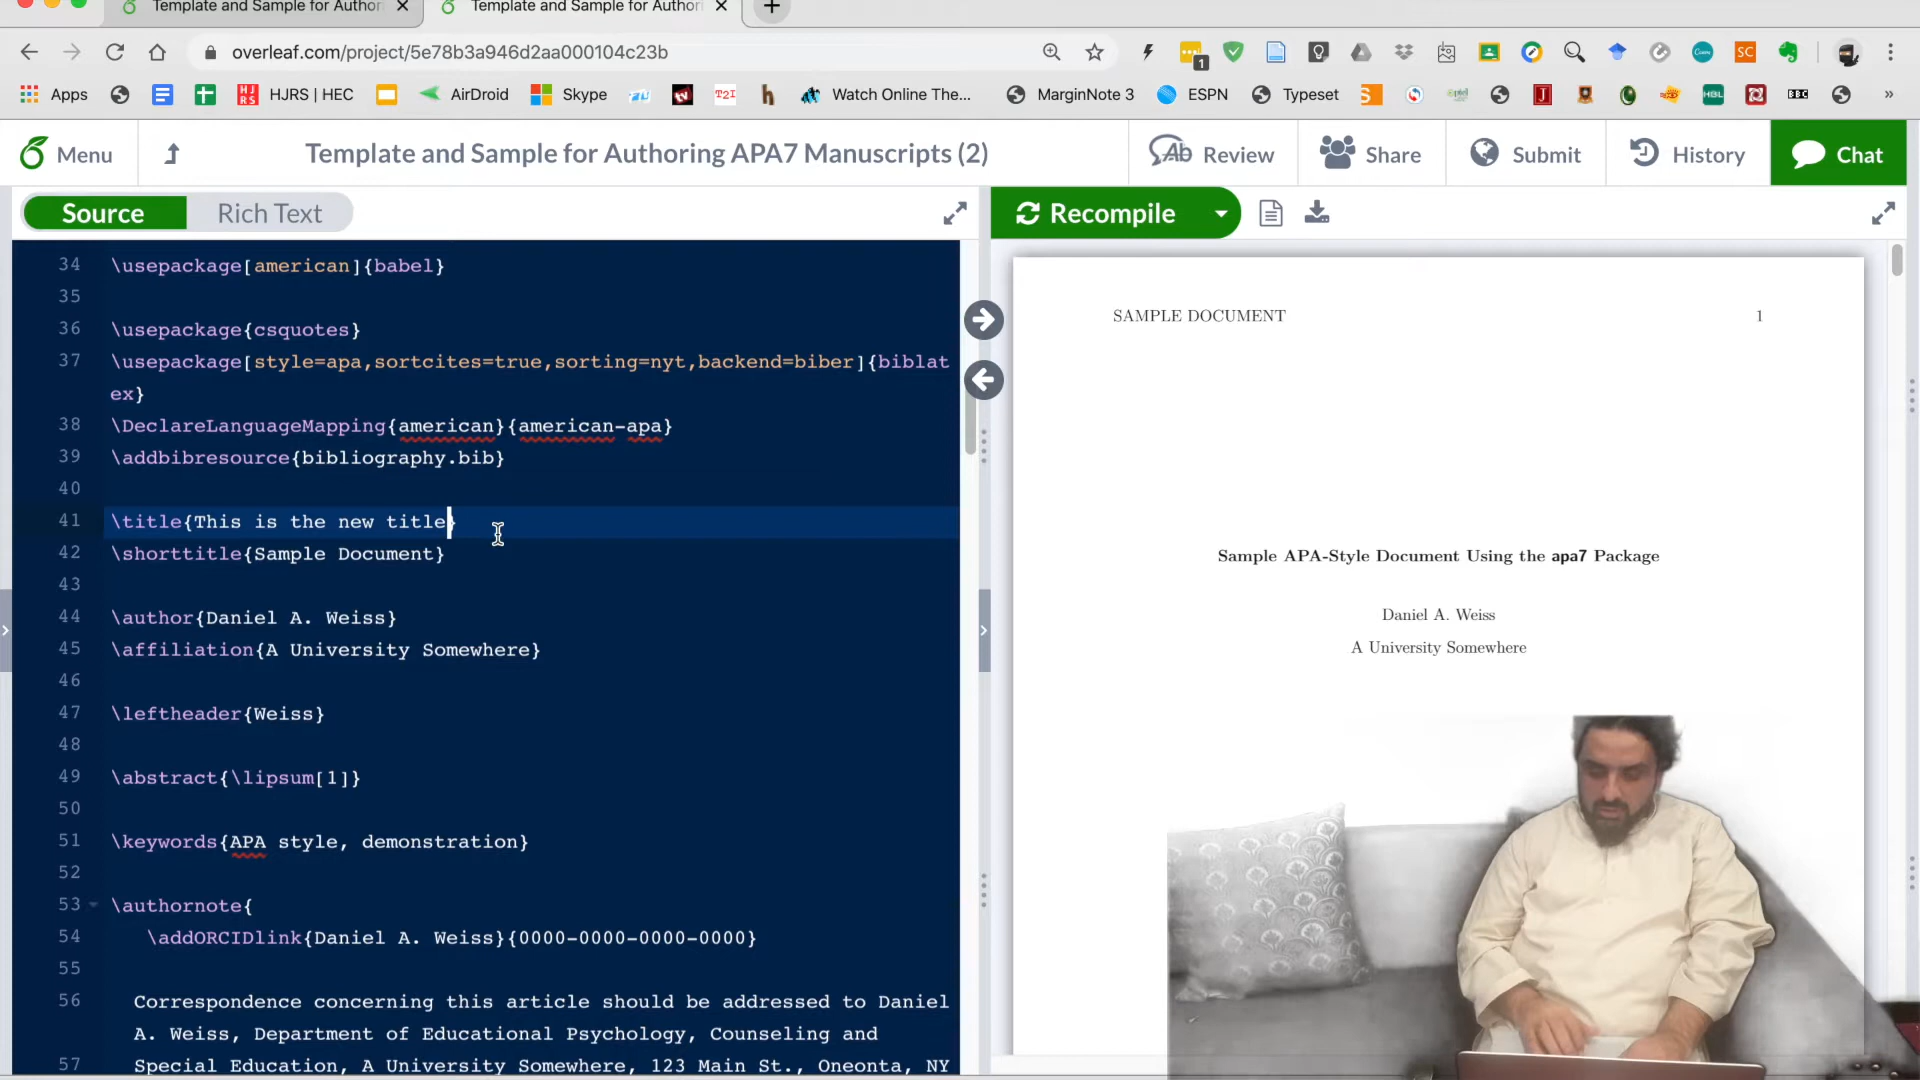 Template and Sample for Author
Template and Sample for Author
overleaf.com/project/5e78b3a946d2aa000104c23b
1
SC
Apps
HJ RS
HJRS | HEC
AirDroid
Skype
T2I
h
Watch Online The...
MarginNote 3
ESPN
Typeset
HBL
BBC
»
Menu
Template and Sample for Authoring APA7 Manuscripts (2)
Review
Share
Submit
History
Chat
Source
Rich Text
Recompile
34 \usepackage[american]{babel}
35
36 \usepackage{csquotes}
37 \usepackage[style=apa,sortcites=true,sorting=nyt,backend=biber]{biblat
ex}
38 \DeclareLanguageMapping{american}{american-apa}
39 \addbibresource{bibliography.bib}
40
41 \title{This is the new title}
42 \shorttitle{Sample Document}
43
44 \author{Daniel A. Weiss}
45 \affiliation{A University Somewhere}
46
47 \leftheader{Weiss}
48
49 \abstract{\lipsum[1]}
50
51 \keywords{APA style, demonstration}
52
53 \authornote{
54 \addORCIDlink{Daniel A. Weiss}{0000-0000-0000-0000}
55
56 Correspondence concerning this article should be addressed to Daniel
A. Weiss, Department of Educational Psychology, Counseling and
57 Special Education, A University Somewhere, 123 Main St., Oneonta, NY
SAMPLE DOCUMENT 1
Sample APA-Style Document Using the apa7 Package
Daniel A. Weiss
A University Somewhere